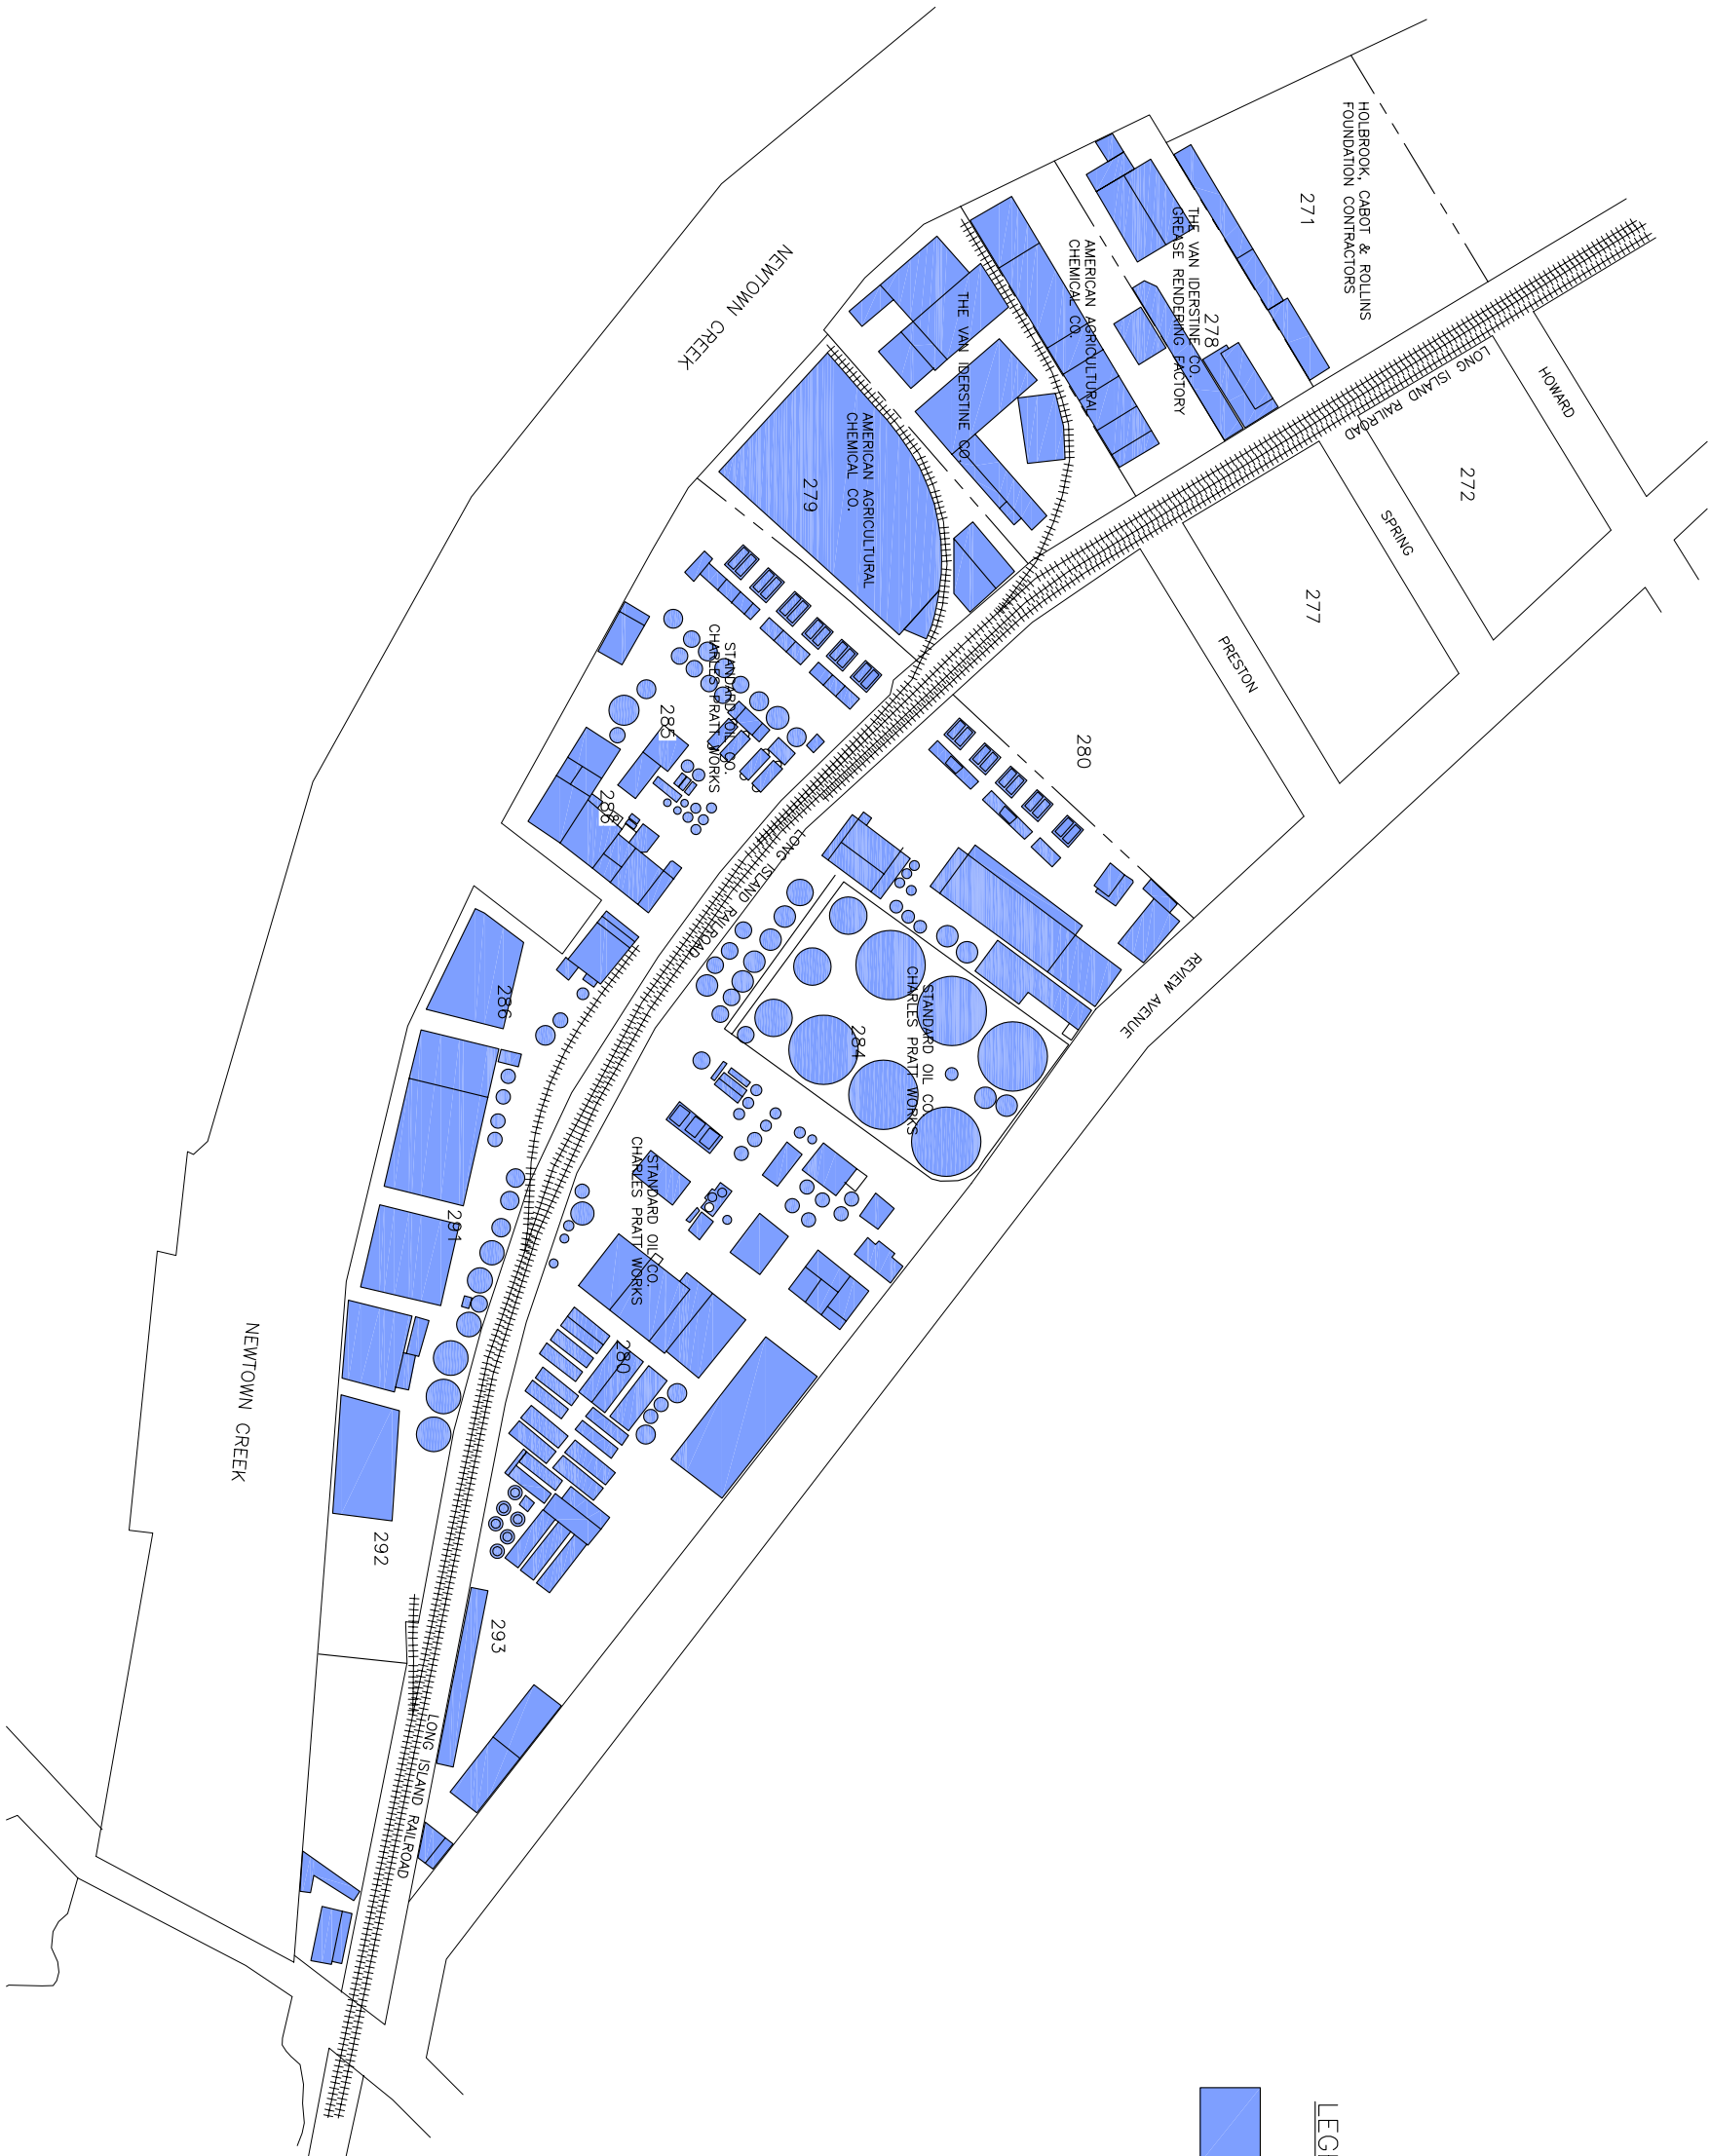 HOLBROOK, CABOT & ROLLINS
FOUNDATION CONTRACTORS
271
THE VAN IDERSTINE CO.
GREASE RENDERING FACTORY
278
AMERICAN AGRICULTURAL
CHEMICAL CO.
THE VAN IDERSTINE CO.
LONG ISLAND RAILROAD
HOWARD
272
SPRING
277
PRESTON
NEWTOWN
CREEK
AMERICAN AGRICULTURAL
CHEMICAL CO.
279
280
STANDARD OIL CO.
CHARLES PRATT WORKS
285
286
LONG ISLAND RAILROAD
REVIEW AVENUE
STANDARD OIL CO.
CHARLES PRATT WORKS
284
286
STANDARD OIL CO.
CHARLES PRATT WORKS
291
280
NEWTOWN CREEK
292
293
LONG ISLAND RAILROAD